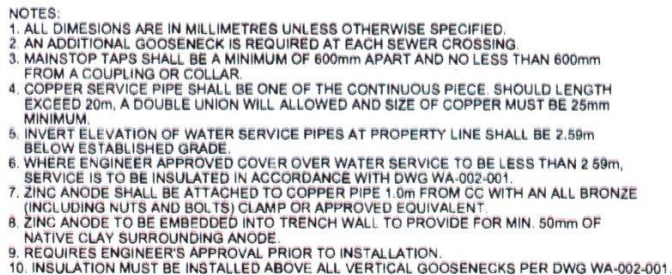 NOTES:
1. ALL DIMESIONS ARE IN MILLIMETRES UNLESS OTHERWISE SPECIFIED.
2. AN ADDITIONAL GOOSENECK IS REQUIRED AT EACH SEWER CROSSING.
3. MAINSTOP TAPS SHALL BE A MINIMUM OF 600mm APART AND NO LESS THAN 600mm
FROM A COUPLING OR COLLAR.
4. COPPER SERVICE PIPE SHALL BE ONE OF THE CONTINUOUS PIECE. SHOULD LENGTH
EXCEED 20m, A DOUBLE UNION WILL ALLOWED AND SIZE OF COPPER MUST BE 25mm
MINIMUM.
5. INVERT ELEVATION OF WATER SERVICE PIPES AT PROPERTY LINE SHALL BE 2.59m
BELOW ESTABLISHED GRADE.
6. WHERE ENGINEER APPROVED COVER OVER WATER SERVICE TO BE LESS THAN 2 59m,
SERVICE IS TO BE INSULATED IN ACCORDANCE WITH DWG WA-002-001.
7. ZINC ANODE SHALL BE ATTACHED TO COPPER PIPE 1.0m FROM CC WITH AN ALL BRONZE
(INCLUDING NUTS AND BOLTS) CLAMP OR APPROVED EQUIVALENT.
8. ZINC ANODE TO BE EMBEDDED INTO TRENCH WALL TO PROVIDE FOR MIN. 50mm OF
NATIVE CLAY SURROUNDING ANODE.
9. REQUIRES ENGINEER'S APPROVAL PRIOR TO INSTALLATION.
10. INSULATION MUST BE INSTALLED ABOVE ALL VERTICAL GOOSENECKS PER DWG WA-002-001